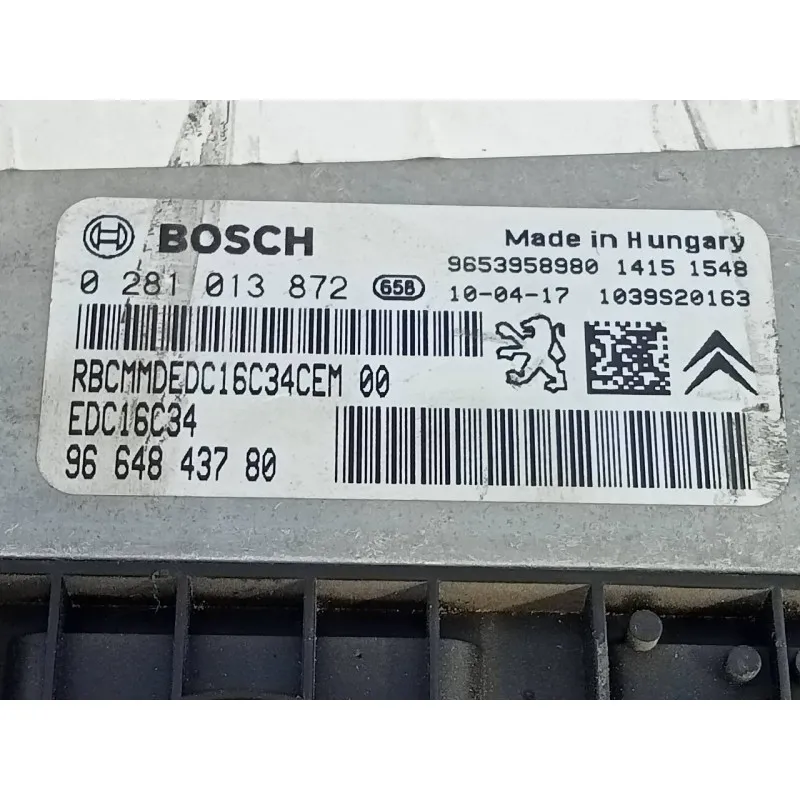 BOSCH
Made in Hungary
9653958980 1415 1548
0 281 013 872 656 10-04-17 1039S20163
RBCMMDEDC16C34CEM 00
EDC16C34
96 648 437 80